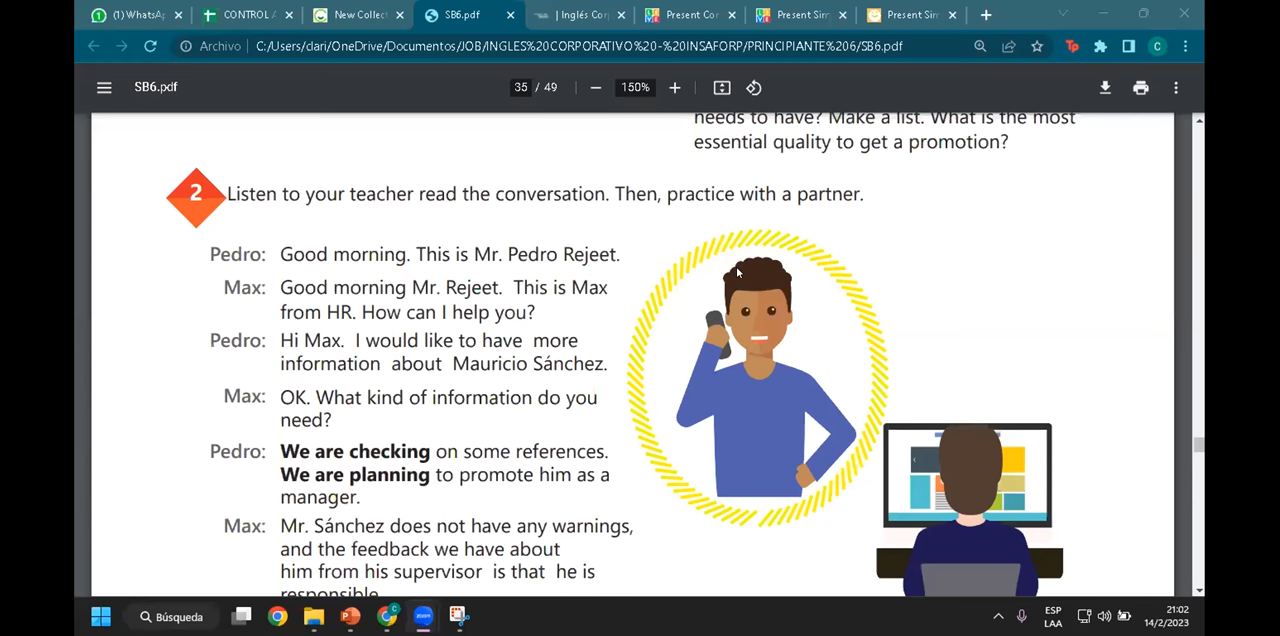 (1) WhatsA
CONTROL A
New Collec
SB6.pdf
| Inglés Cor
Present Cor
Present Sim
Present Sim
Archivo
C:/Users/clari/OneDrive/Documentos/JOB/INGLES%20CORPORATIVO%20-%20INSAFORP/PRINCIPIANTE%206/SB6.pdf
C
SB6.pdf
35 / 49
150%
needs to have? Make a list. What is the most
essential quality to get a promotion?
2 Listen to your teacher read the conversation. Then, practice with a partner.
Pedro: Good morning. This is Mr. Pedro Rejeet.
Max: Good morning Mr. Rejeet. This is Max
from HR. How can I help you?
Pedro: Hi Max. I would like to have more
information about Mauricio Sánchez.
Max: OK. What kind of information do you
need?
Pedro: We are checking on some references.
We are planning to promote him as a
manager.
Max: Mr. Sánchez does not have any warnings,
and the feedback we have about
him from his supervisor is that he is
responsible
Búsqueda
zoom
ESP
LAA
21:02
14/2/2023